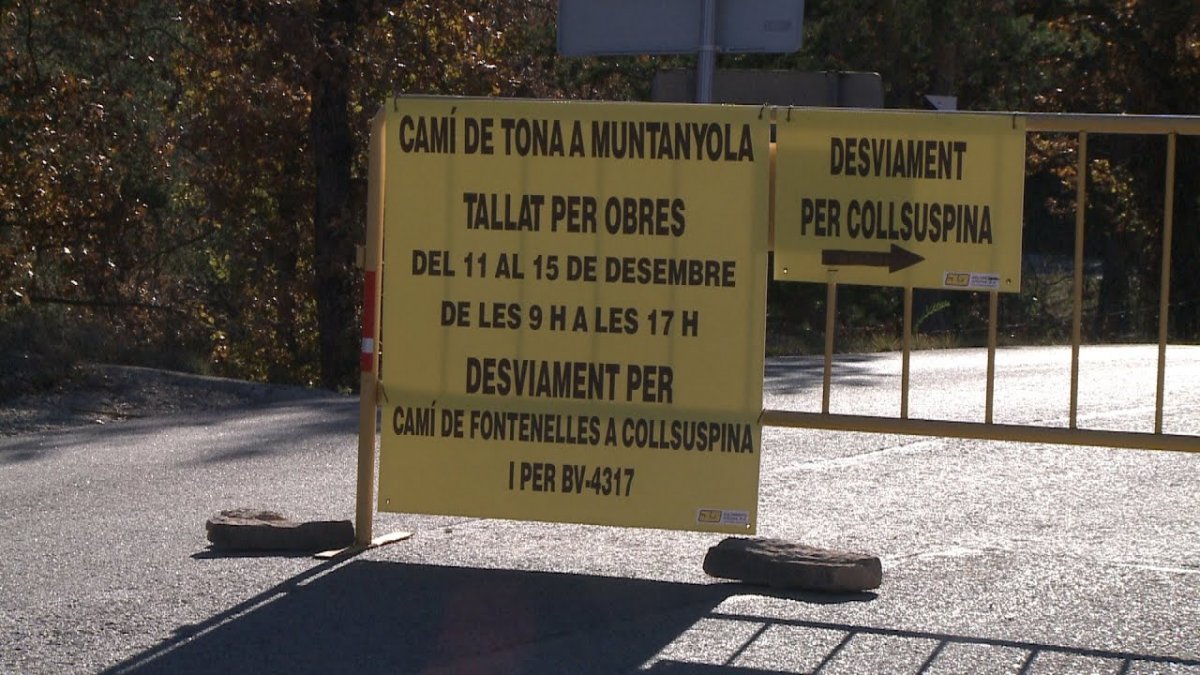 CAMÍ DE TONA A MUNTANYOLA
TALLAT PER OBRES
DEL 11 AL 15 DE DESEMBRE
DE LES 9 H A LES 17 H
DESVIAMENT PER
CAMÍ DE FONTENELLES A COLLSUSPINA
I PER BV-4317
DESVIAMENT
PER COLLSUSPINA